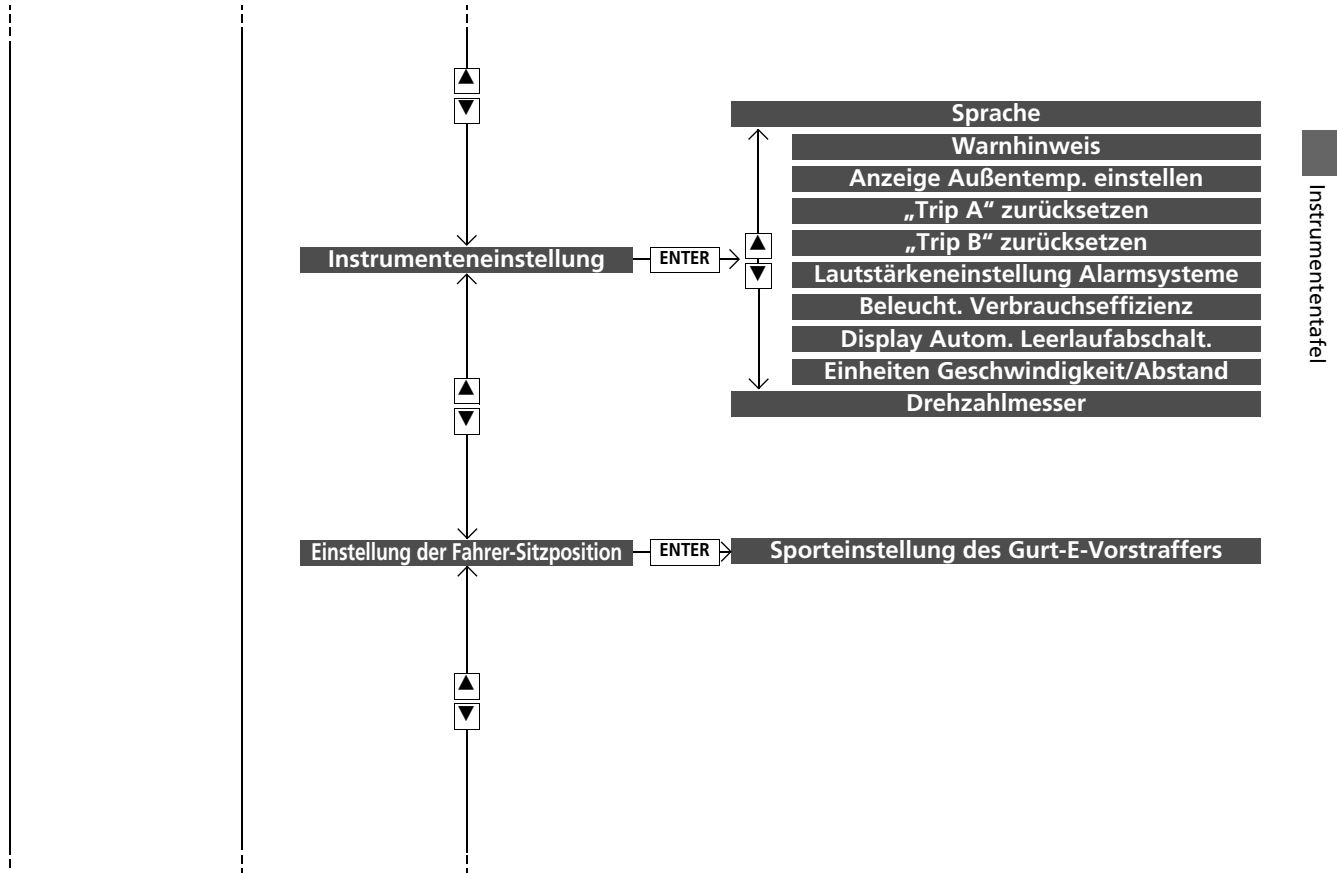 ▲
▼
Sprache
Warnhinweis
Anzeige Außentemp. einstellen
„Trip A“ zurücksetzen
„Trip B“ zurücksetzen
Instrumenteneinstellung
ENTER
▲
▼
Lautstärkeneinstellung Alarmsysteme
Beleucht. Verbrauchseffizienz
Display Autom. Leerlaufabschalt.
Einheiten Geschwindigkeit/Abstand
Drehzahlmesser
▲
▼
Einstellung der Fahrer-Sitzposition
ENTER
Sporteinstellung des Gurt-E-Vorstraffers
▲
▼
Instrumententafel